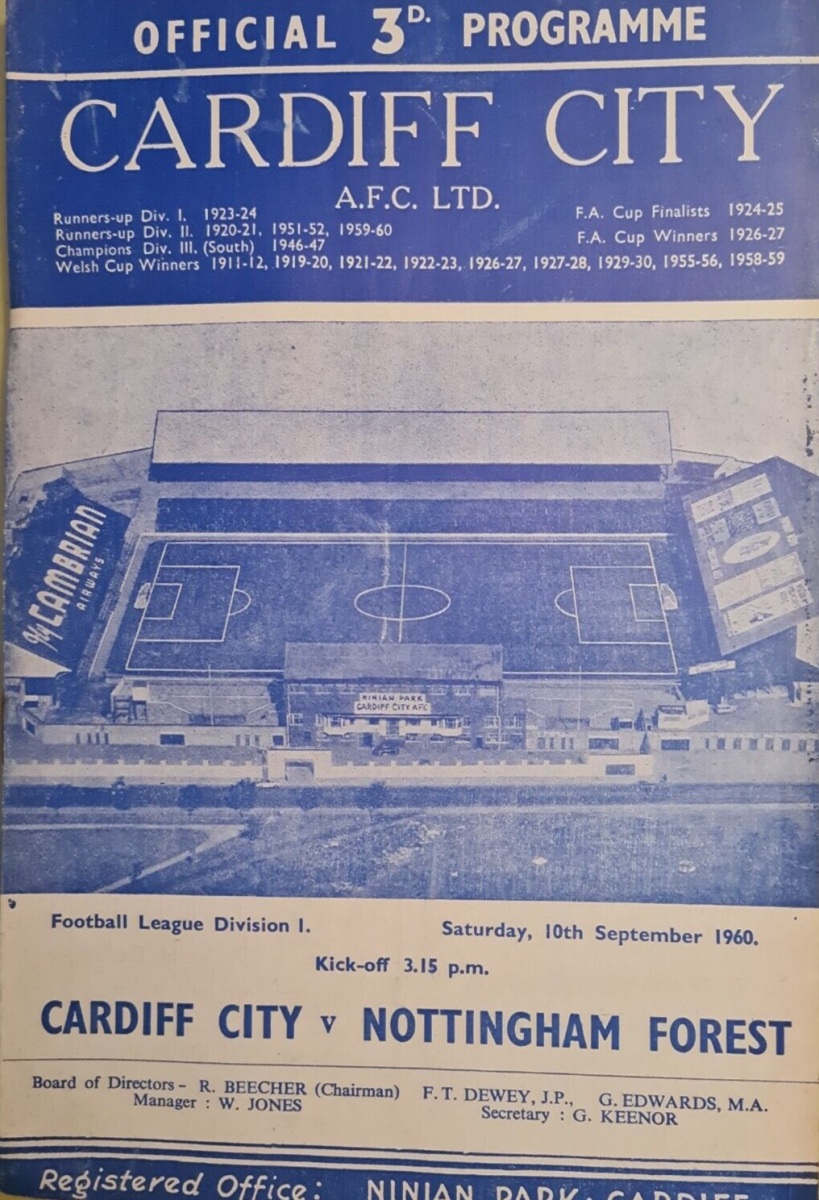 OFFICIAL 3D. PROGRAMME
CARDIFF CITY
A.F.C. LTD.
Runners-up Div. I. 1923-24
F.A. Cup Finalists 1924-25
Runners-up Div. II. 1920-21, 1951-52, 1959-60
F.A. Cup Winners 1926-27
Champions Div. III. (South) 1946-47
Welsh Cup Winners 1911-12, 1919-20, 1921-22, 1922-23, 1926-27, 1927-28, 1929-30, 1955-56, 1958-59
CAMBRIAN
AIRWAYS
NINIAN PARK
CARDIFF CITY AFC
Football League Division I.
Saturday, 10th September 1960.
Kick-off 3.15 p.m.
CARDIFF CITY v NOTTINGHAM FOREST
Board of Directors - R. BEECHER (Chairman) F. T. DEWEY, J.P., G. EDWARDS, M.A.
Manager : W. JONES Secretary : G. KEENOR
Registered Office: NINIAN PARK, CARDIFF